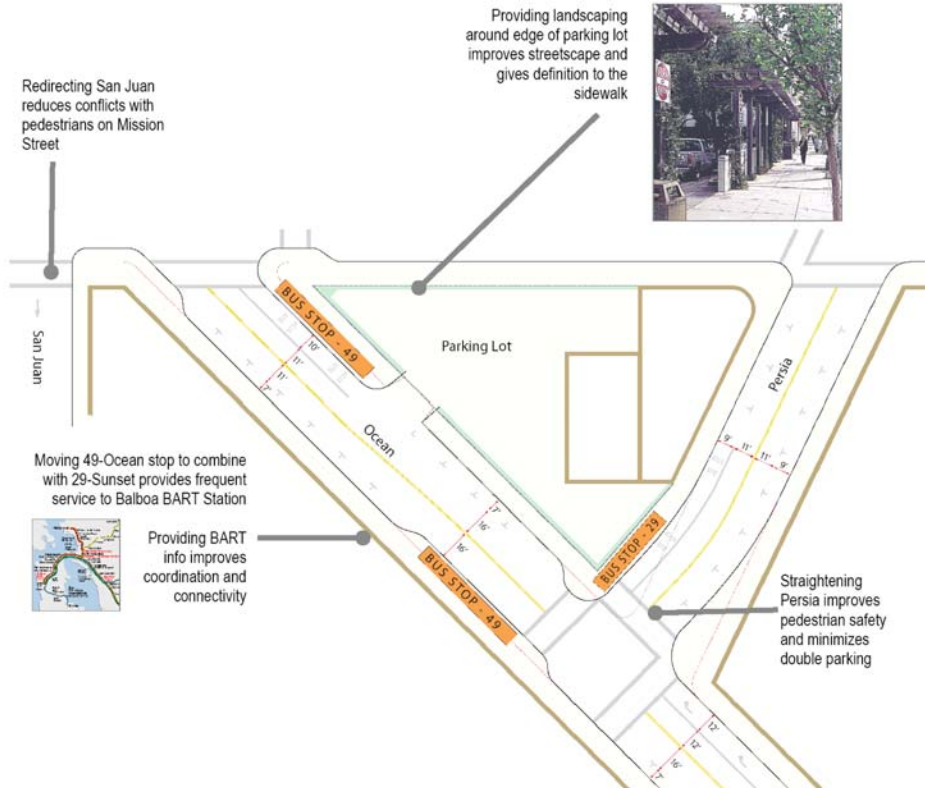 Providing landscaping
around edge of parking lot
improves streetscape and
gives definition to the
sidewalk
Redirecting San Juan
reduces conflicts with
pedestrians on Mission
Street
San Juan
BUS STOP - 49
10'
11'
11'
7'
Parking Lot
Persia
Ocean
9'
11'
11'
9'
Moving 49-Ocean stop to combine
with 29-Sunset provides frequent
service to Balboa BART Station
Providing BART
info improves
coordination and
connectivity
7'
16'
16'
BUS STOP - 49
BUS STOP - 29
Straightening
Persia improves
pedestrian safety
and minimizes
double parking
12'
12'
16'
7'